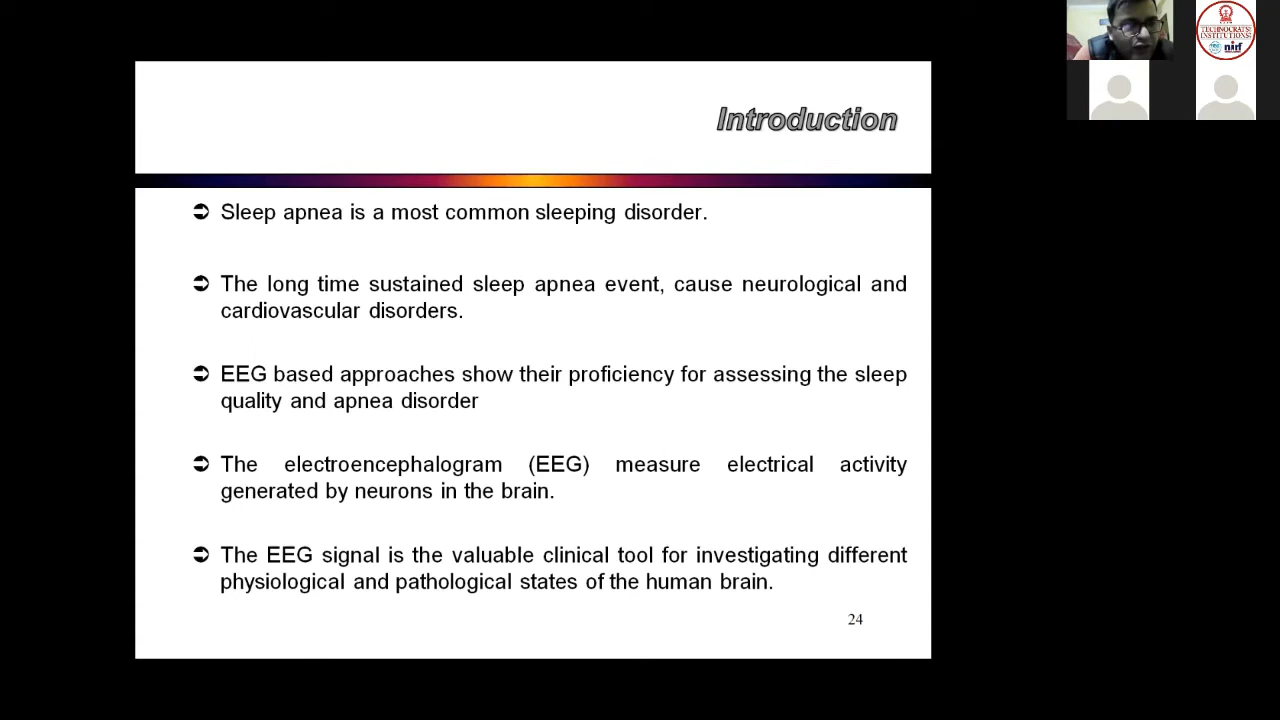 Introduction
➲ Sleep apnea is a most common sleeping disorder.
➲ The long time sustained sleep apnea event, cause neurological and
cardiovascular disorders.
➲ EEG based approaches show their proficiency for assessing the sleep
quality and apnea disorder
➲ The electroencephalogram (EEG) measure electrical activity
generated by neurons in the brain.
➲ The EEG signal is the valuable clinical tool for investigating different
physiological and pathological states of the human brain.
24
TECHNOCRATS
INSTITUTIONS
nirf